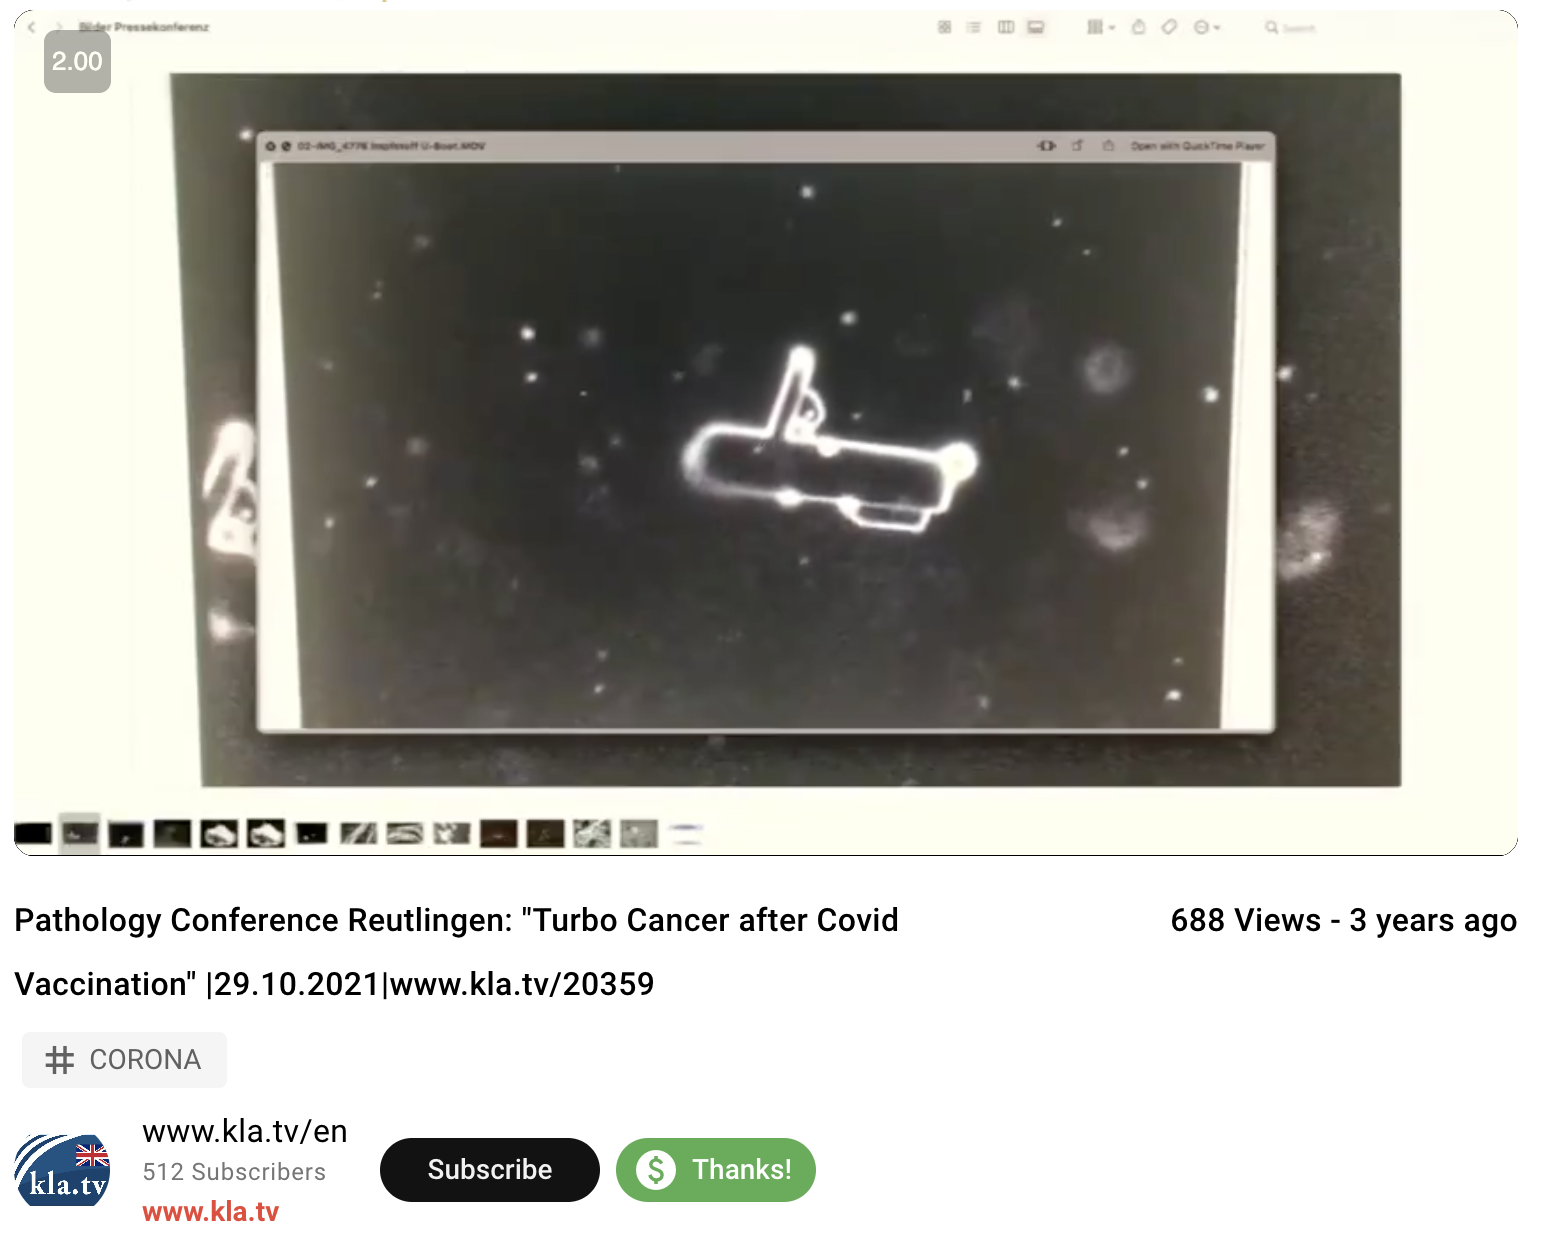 Bilder Pressekonferenz
Search
2.00
02-IMG_4776 Impfstoff U-Boot.MOV
Open with QuickTime Player
Pathology Conference Reutlingen: "Turbo Cancer after Covid
Vaccination" |29.10.2021|www.kla.tv/20359
688 Views - 3 years ago
# CORONA
kla.tv
www.kla.tv/en
512 Subscribers
www.kla.tv
Subscribe
$ Thanks!